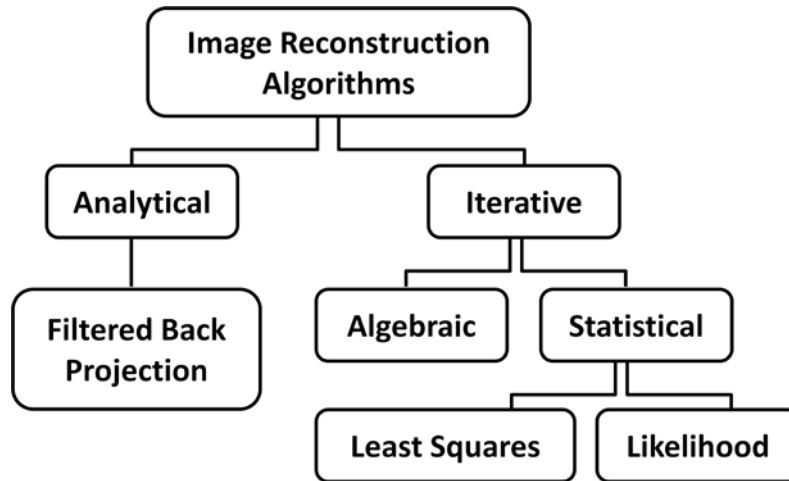 Image Reconstruction
Algorithms
Analytical
Iterative
Filtered Back
Projection
Algebraic
Statistical
Least Squares
Likelihood